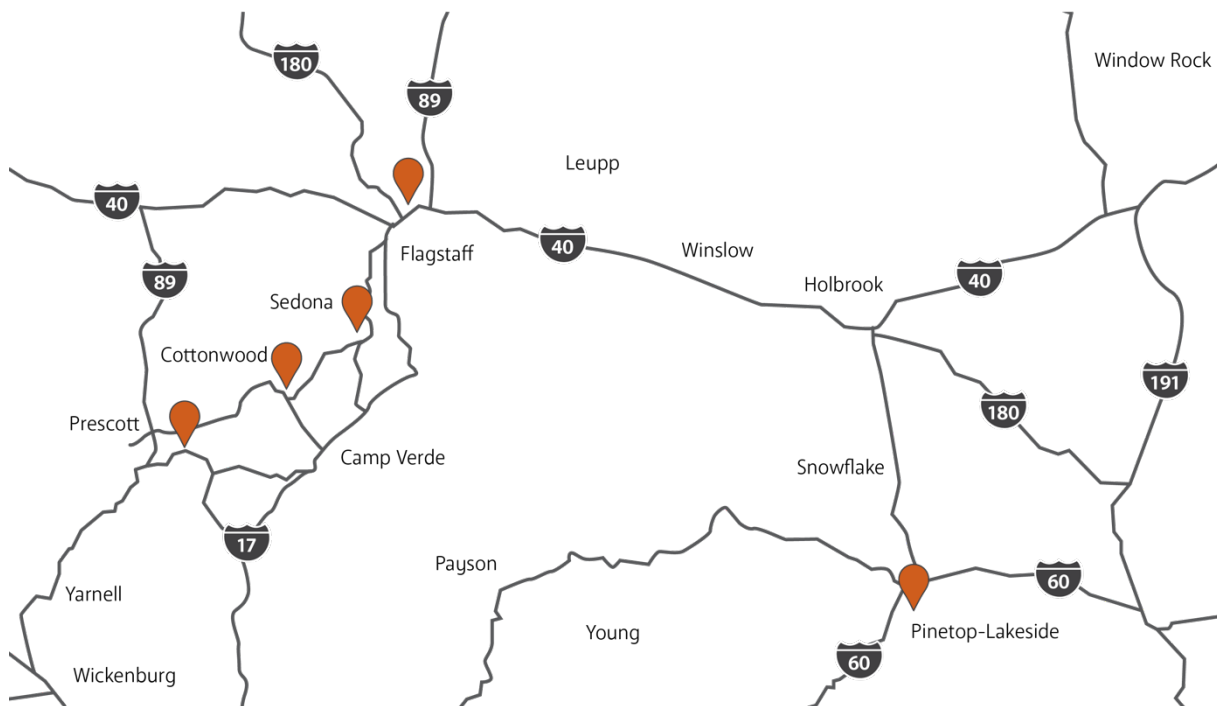 180
Window Rock
89
Leupp
40
Flagstaff
40
Winslow
89
Sedona
Holbrook
40
Cottonwood
191
Prescott
180
Camp Verde
Snowflake
17
Payson
60
Yarnell
Young
Pinetop-Lakeside
60
Wickenburg